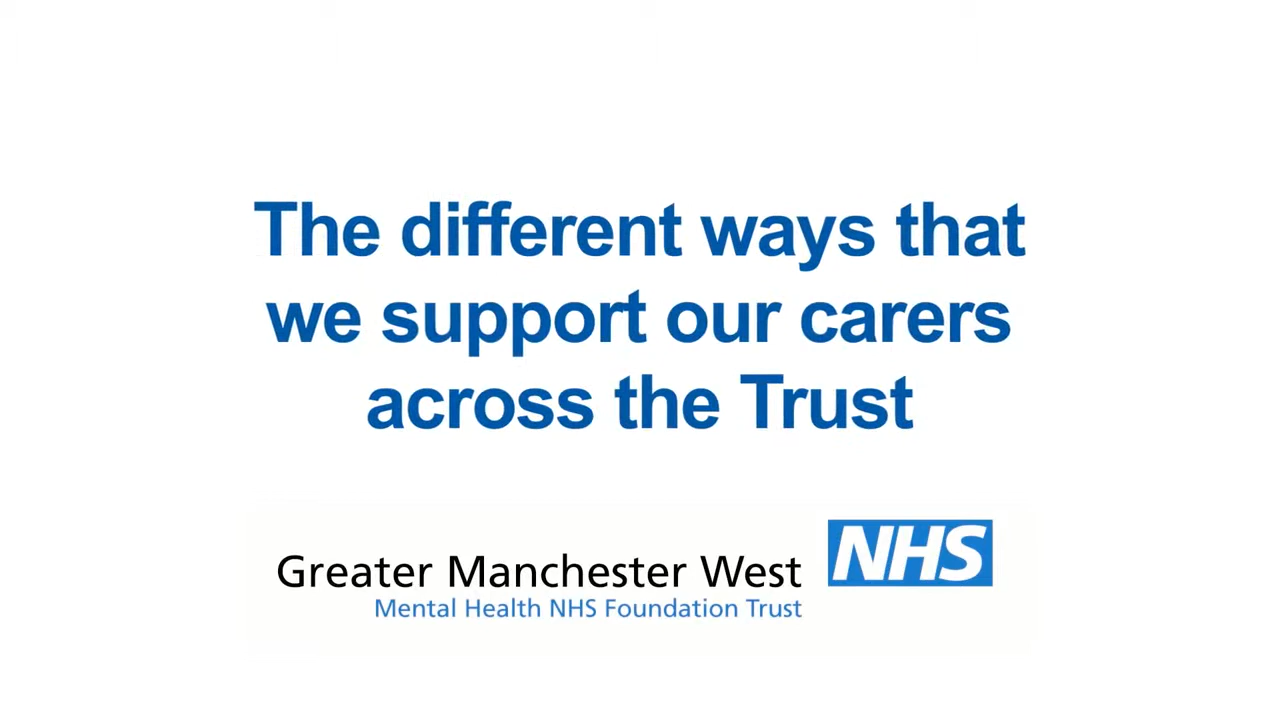 The different ways that
we support our carers
across the Trust
Greater Manchester West
NHS
Mental Health NHS Foundation Trust